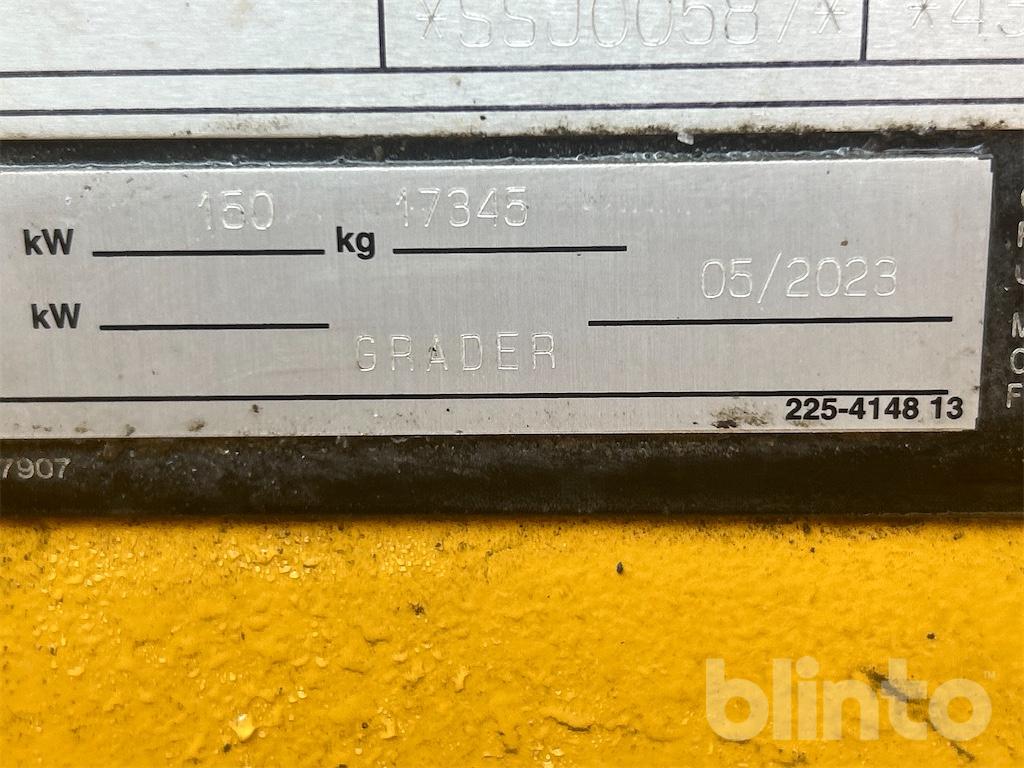 *SSJ00587*
kW 150 kg 17345
05/2023
kW
GRADER
225-4148 13
7907
blinto